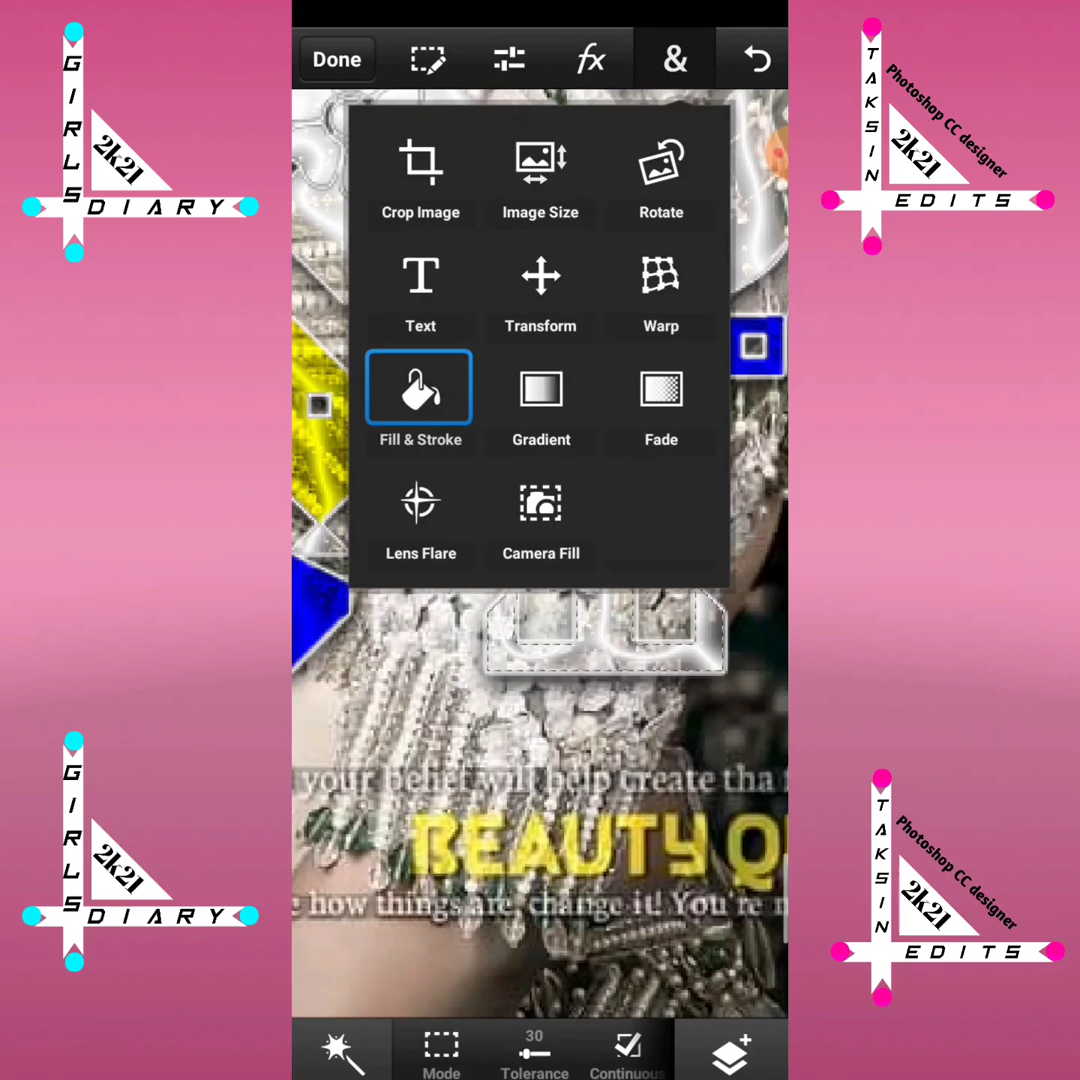 GIRLS
2k21
DIARY
TAKSIN
Photoshop CC designer
2k21
EDITS
Done
fx
&
Crop Image
Image Size
Rotate
T
Text
Transform
Warp
Fill & Stroke
Gradient
Fade
Lens Flare
Camera Fill
your belief will help create tha
BEAUTY Q
e how things are, change it! You're
GIRLS
2k21
DIARY
TAKSIN
Photoshop CC designer
2k21
EDITS
30
Mode
Tolerance
Continuous